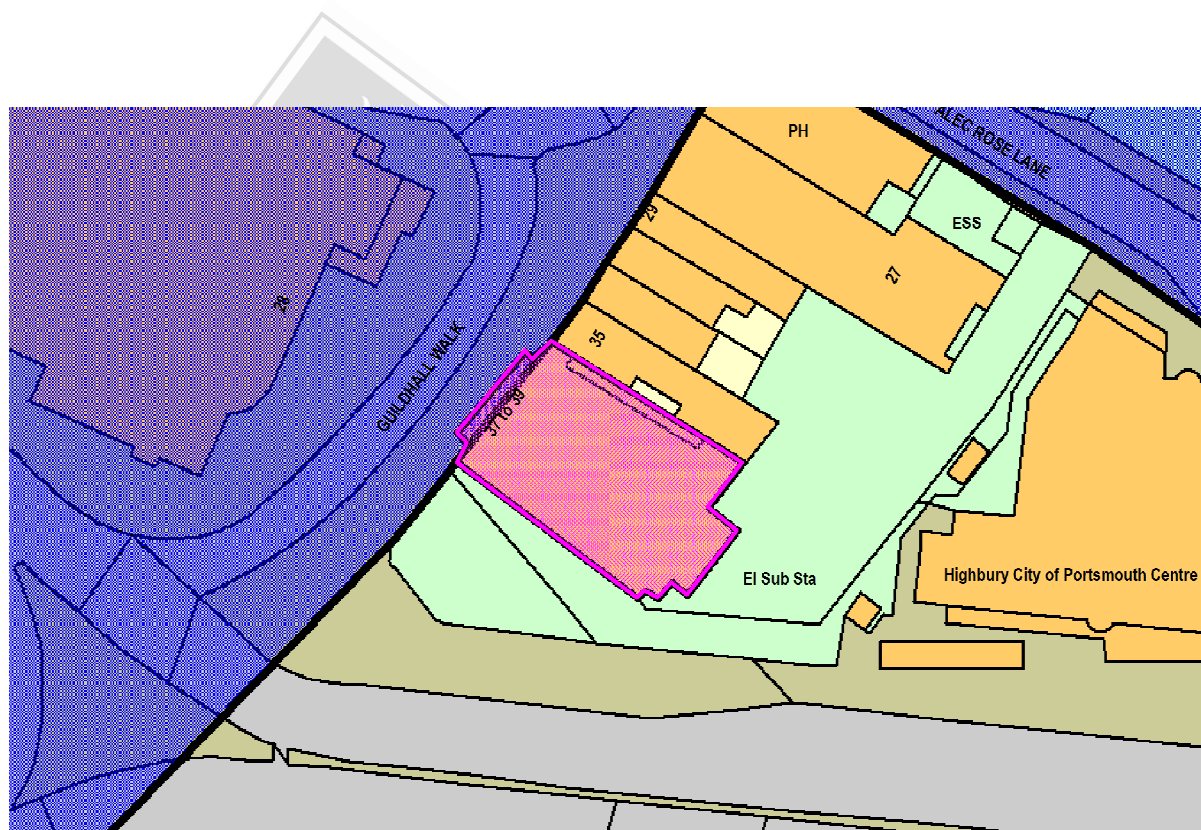 PH
ALEC ROSE LANE
29
ESS
27
28
35
GUILDHALL WALK
37 to 39
El Sub Sta
Highbury City of Portsmouth Centre